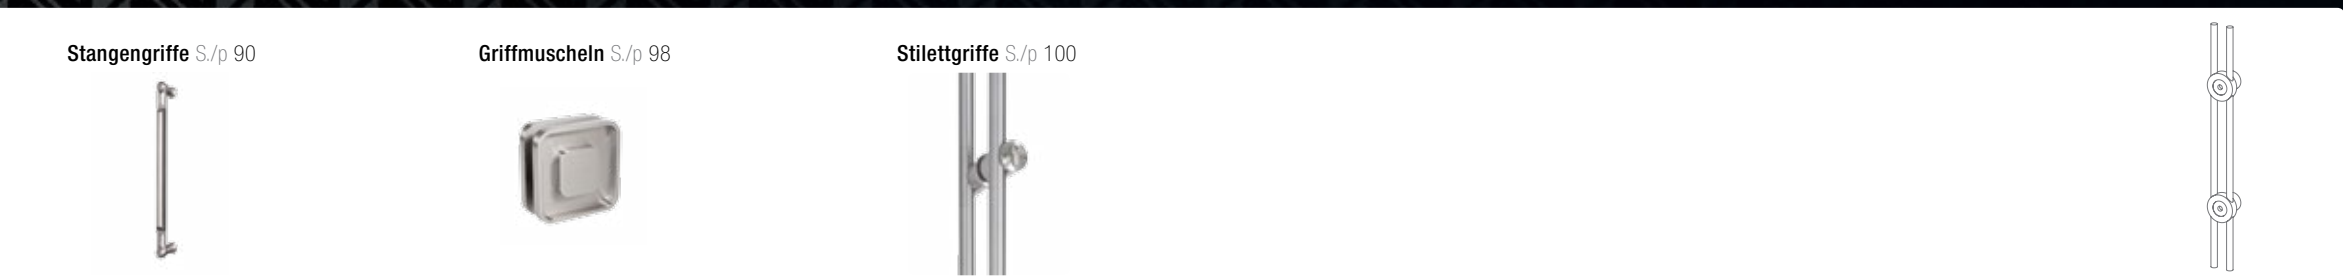 Stangengriffe S./p 90
Griffmuscheln S./p 98
Stilettgriffe S./p 100